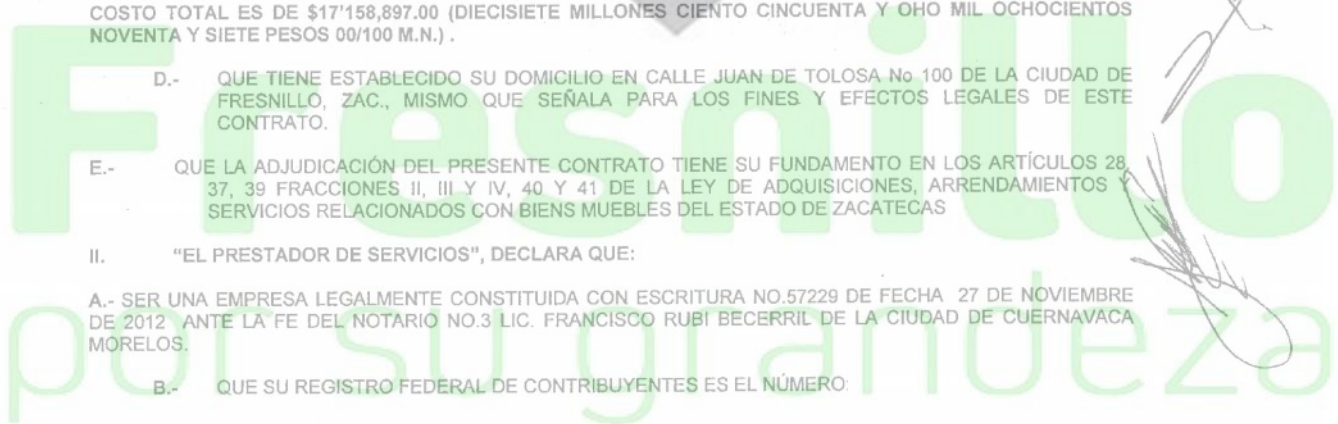 COSTO TOTAL ES DE $17'158,897.00 (DIECISIETE MILLONES CIENTO CINCUENTA Y OHO MIL OCHOCIENTOS
NOVENTA Y SIETE PESOS 00/100 M.N.) .
D.- QUE TIENE ESTABLECIDO SU DOMICILIO EN CALLE JUAN DE TOLOSA No 100 DE LA CIUDAD DE
FRESNILLO, ZAC., MISMO QUE SEÑALA PARA LOS FINES Y EFECTOS LEGALES DE ESTE
CONTRATO.
Fresnillo
E.- QUE LA ADJUDICACIÓN DEL PRESENTE CONTRATO TIENE SU FUNDAMENTO EN LOS ARTÍCULOS 28,
37, 39 FRACCIONES II, III Y IV, 40 Y 41 DE LA LEY DE ADQUISICIONES, ARRENDAMIENTOS Y
SERVICIOS RELACIONADOS CON BIENS MUEBLES DEL ESTADO DE ZACATECAS
II. "EL PRESTADOR DE SERVICIOS", DECLARA QUE:
A.- SER UNA EMPRESA LEGALMENTE CONSTITUIDA CON ESCRITURA NO.57229 DE FECHA 27 DE NOVIEMBRE
DE 2012 ANTE LA FE DEL NOTARIO NO.3 LIC. FRANCISCO RUBI BECERRIL DE LA CIUDAD DE CUERNAVACA
MORELOS.
por su grandeza
B.- QUE SU REGISTRO FEDERAL DE CONTRIBUYENTES ES EL NÚMERO: